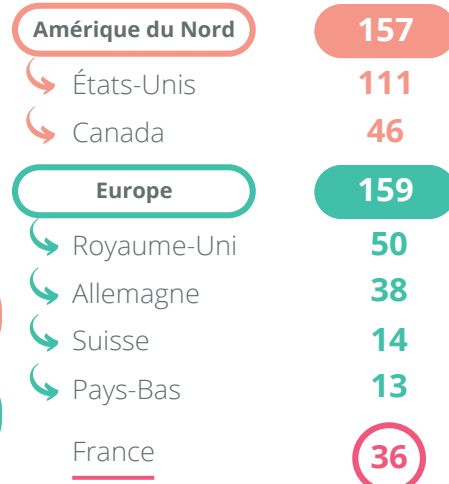 Amérique du Nord 157
États-Unis 111
Canada 46
Europe 159
Royaume-Uni 50
Allemagne 38
Suisse 14
Pays-Bas 13
France 36